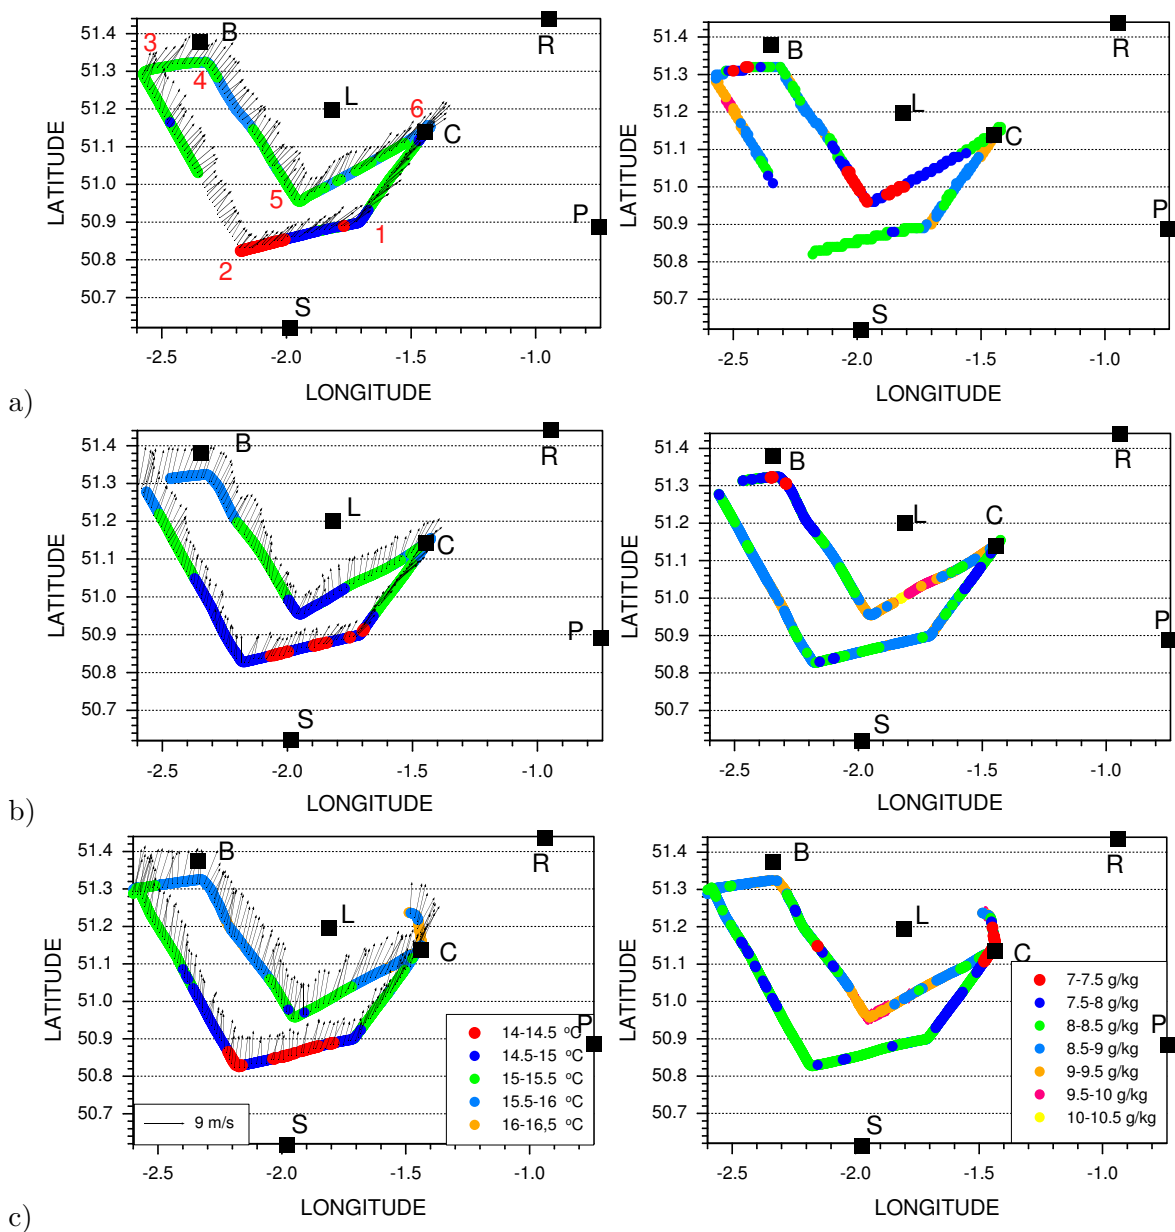 51.4
51.3
51.2
51.1
51.0
50.9
50.8
50.7
LATITUDE
-2.5
-2.0
-1.5
-1.0
LONGITUDE
3
B
R
4
L
6
C
5
P
1
2
S
51.4
51.3
51.2
51.1
51.0
50.9
50.8
50.7
LATITUDE
-2.5
-2.0
-1.5
-1.0
LONGITUDE
B
R
L
C
P
S
a)
51.4
51.3
51.2
51.1
51.0
50.9
50.8
50.7
LATITUDE
-2.5
-2.0
-1.5
-1.0
LONGITUDE
B
R
L
C
P
S
51.4
51.3
51.2
51.1
51.0
50.9
50.8
50.7
LATITUDE
-2.5
-2.0
-1.5
-1.0
LONGITUDE
B
R
L
C
P
S
b)
51.4
51.3
51.2
51.1
51.0
50.9
50.8
50.7
LATITUDE
-2.5
-2.0
-1.5
-1.0
LONGITUDE
B
R
L
C
P
S
9 m/s
14-14.5 ºC
14.5-15 ºC
15-15.5 ºC
15.5-16 ºC
16-16,5 ºC
51.4
51.3
51.2
51.1
51.0
50.9
50.8
50.7
LATITUDE
-2.5
-2.0
-1.5
-1.0
LONGITUDE
B
R
L
C
P
S
7-7.5 g/kg
7.5-8 g/kg
8-8.5 g/kg
8.5-9 g/kg
9-9.5 g/kg
9.5-10 g/kg
10-10.5 g/kg
c)